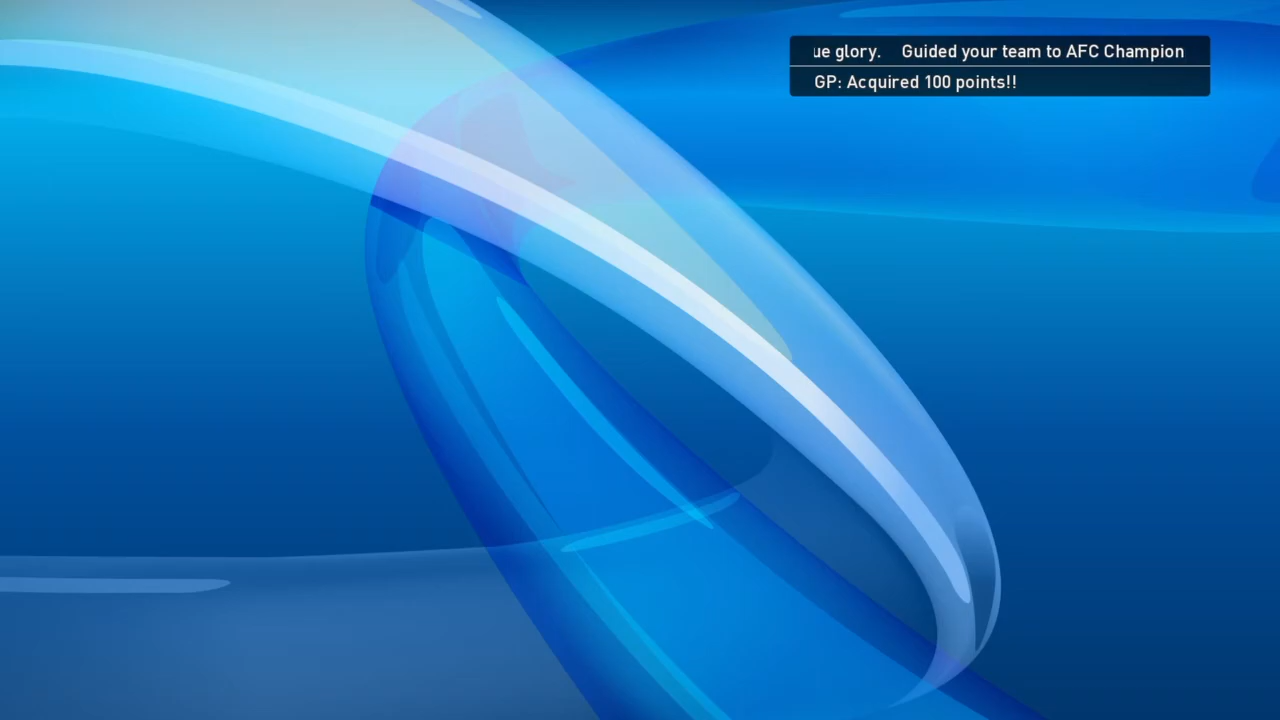 ue glory. Guided your team to AFC Champion
GP: Acquired 100 points!!